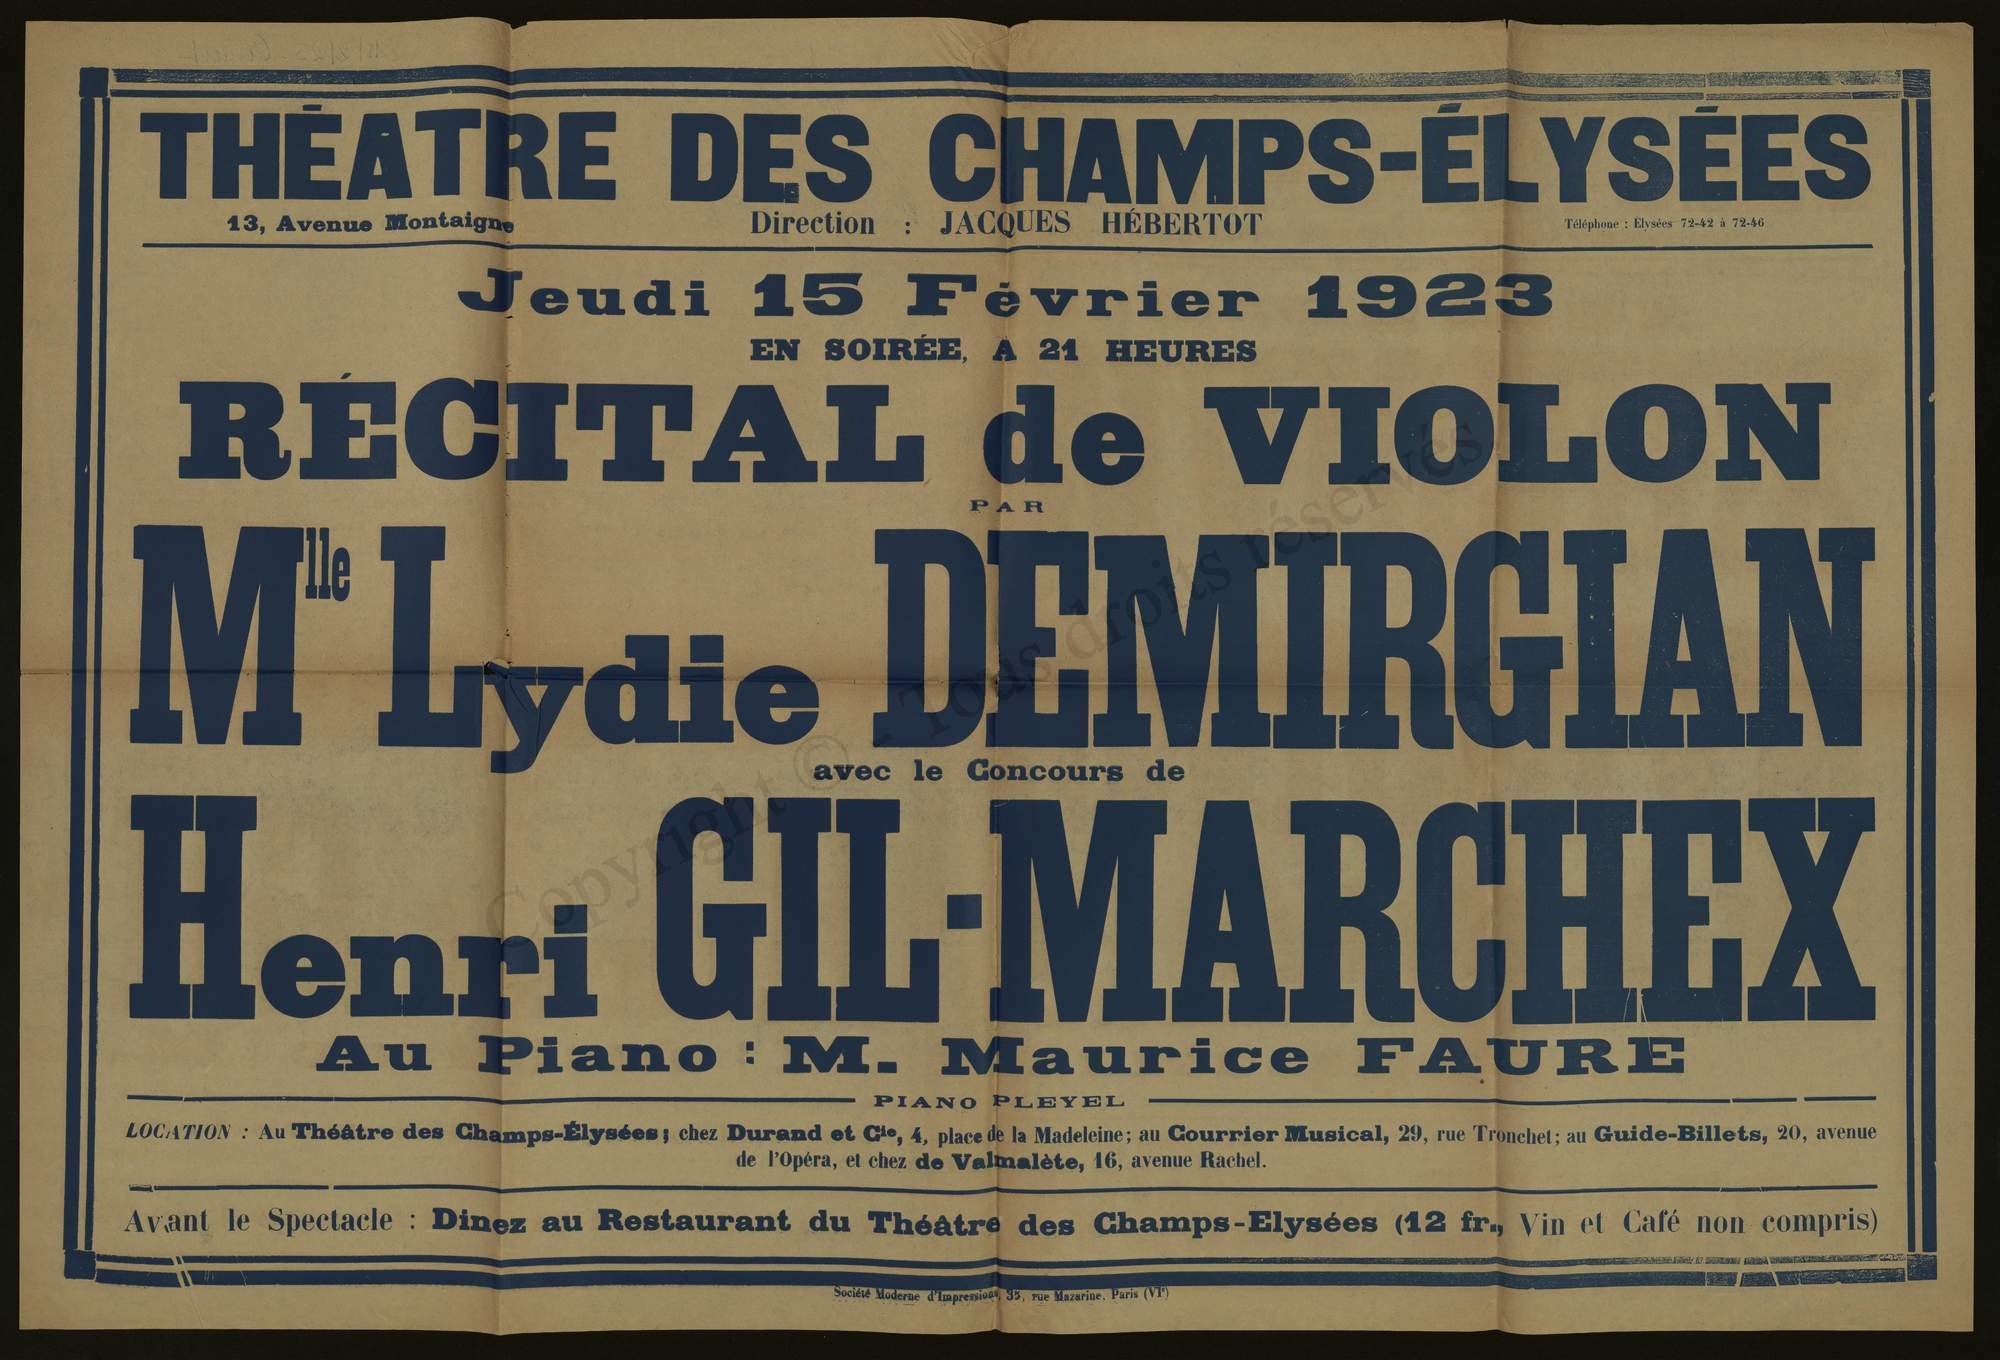 THÉATRE DES CHAMPS-ÉLYSÉES
13, Avenue Montaigne
Direction : JACQUES HÉBERTOT
Téléphone : Elysées 72-42 à 72-46
Jeudi 15 Février 1923
EN SOIRÉE, A 21 HEURES
RÉCITAL de VIOLON
PAR
Mlle Lydie DEMIRGIAN
avec le Concours de
Henri GIL-MARCHEX
Au Piano : M. Maurice FAURE
PIANO PLEYEL
LOCATION : Au Théâtre des Champs-Élysées; chez Durand et Cie, 4, place de la Madeleine; au Courrier Musical, 29, rue Tronchet; au Guide-Billets, 20, avenue
de l'Opéra, et chez de Valmalète, 16, avenue Rachel.
Avant le Spectacle : Dinez au Restaurant du Théâtre des Champs-Elysées (12 fr., Vin et Café non compris)
Société Moderne d'Impressions, 35, rue Mazarine. Paris (VIe)
Copyright © - Tous droits réservés